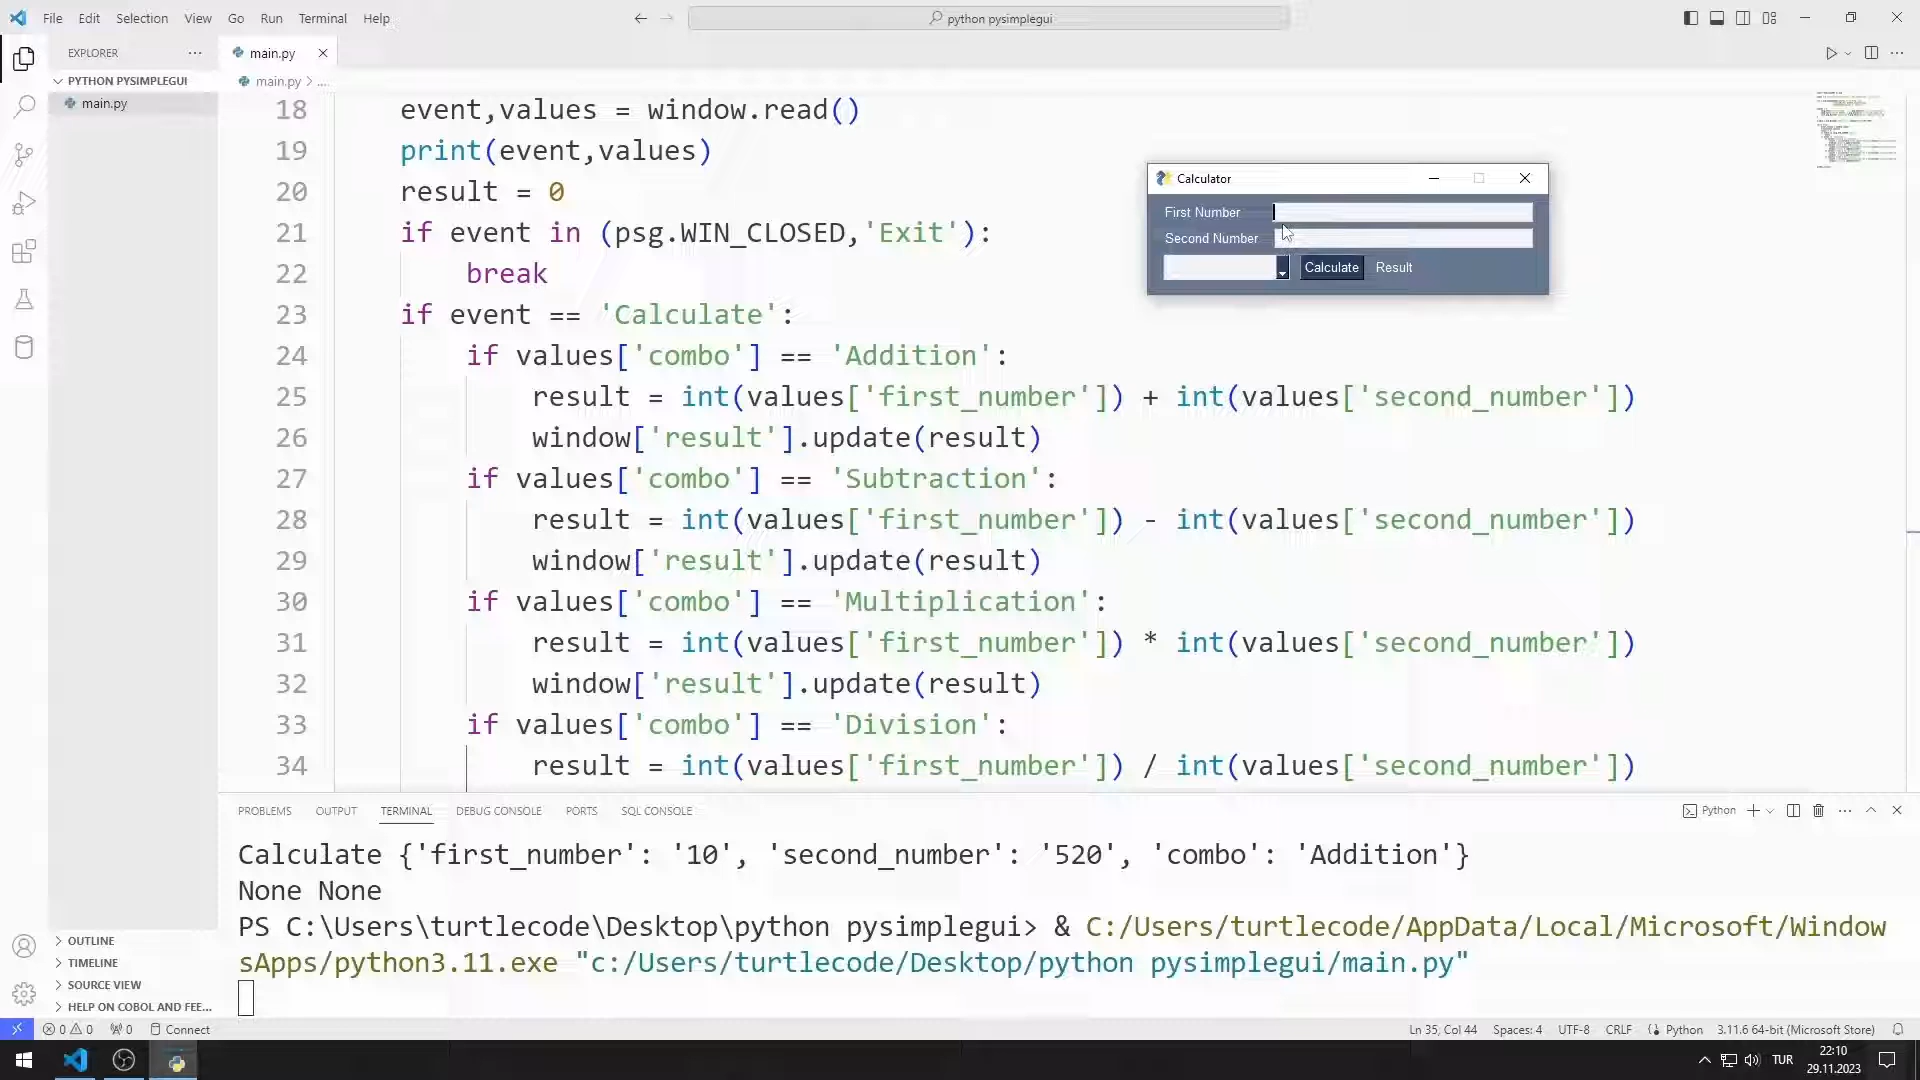 File Edit Selection View Go Run Terminal Help
python pysimplegui
EXPLORER
PYTHON PYSIMPLEGUI
main.py
main.py
main.py > ...
18 event,values = window.read()
19 print(event,values)
20 result = 0
21 if event in (psg.WIN_CLOSED,'Exit'):
22 break
23 if event == 'Calculate':
24 if values['combo'] == 'Addition':
25 result = int(values['first_number']) + int(values['second_number'])
26 window['result'].update(result)
27 if values['combo'] == 'Subtraction':
28 result = int(values['first_number']) - int(values['second_number'])
29 window['result'].update(result)
30 if values['combo'] == 'Multiplication':
31 result = int(values['first_number']) * int(values['second_number'])
32 window['result'].update(result)
33 if values['combo'] == 'Division':
34 result = int(values['first_number']) / int(values['second_number'])
Calculator
First Number
Second Number
Calculate Result
PROBLEMS OUTPUT TERMINAL DEBUG CONSOLE PORTS SQL CONSOLE
Python
Calculate {'first_number': '10', 'second_number': '520', 'combo': 'Addition'}
None None
PS C:\Users\turtlecode\Desktop\python pysimplegui> & C:/Users/turtlecode/AppData/Local/Microsoft/Window
sApps/python3.11.exe "c:/Users/turtlecode/Desktop/python pysimplegui/main.py"
OUTLINE
TIMELINE
SOURCE VIEW
HELP ON COBOL AND FEE...
0 0 0 Connect
Ln 35, Col 44 Spaces: 4 UTF-8 CRLF Python 3.11.6 64-bit (Microsoft Store)
TUR
22:10
29.11.2023